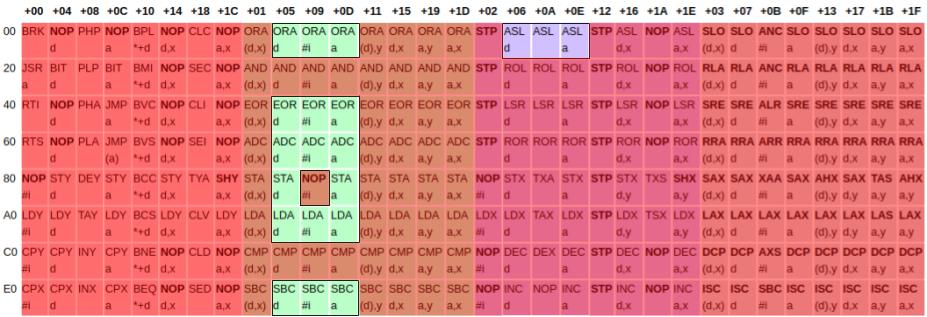 +00 +04 +08 +0C +10 +14 +18 +1C +01 +05 +09 +0D +11 +15 +19 +1D +02 +06 +0A +0E +12 +16 +1A +1E +03 +07 +0B +0F +13 +17 +1B +1F
00 BRK NOP PHP NOP BPL NOP CLC NOP ORA ORA ORA ORA ORA ORA ORA ORA STP ASL ASL ASL STP ASL NOP ASL SLO SLO ANC SLO SLO SLO SLO SLO
d a *+d d,x a,x (d,x) d #i a (d),y d,x a,y a,x d a d,x a,x (d,x) d #i a (d),y d,x a,y a,x
20 JSR BIT PLP BIT BMI NOP SEC NOP AND AND AND AND AND AND AND AND STP ROL ROL ROL STP ROL NOP ROL RLA RLA ANC RLA RLA RLA RLA RLA
a d a *+d d,x a,x (d,x) d #i a (d),y d,x a,y a,x d a d,x a,x (d,x) d #i a (d),y d,x a,y a,x
40 RTI NOP PHA JMP BVC NOP CLI NOP EOR EOR EOR EOR EOR EOR EOR EOR STP LSR LSR LSR STP LSR NOP LSR SRE SRE ALR SRE SRE SRE SRE SRE
d a *+d d,x a,x (d,x) d #i a (d),y d,x a,y a,x d a d,x a,x (d,x) d #i a (d),y d,x a,y a,x
60 RTS NOP PLA JMP BVS NOP SEI NOP ADC ADC ADC ADC ADC ADC ADC ADC STP ROR ROR ROR STP ROR NOP ROR RRA RRA ARR RRA RRA RRA RRA RRA
d (a) *+d d,x a,x (d,x) d #i a (d),y d,x a,y a,x d a d,x a,x (d,x) d #i a (d),y d,x a,y a,x
80 NOP STY DEY STY BCC STY TYA SHY STA STA NOP STA STA STA STA STA NOP STX TXA STX STP STX TXS SHX SAX SAX XAA SAX AHX SAX TAS AHX
#i d a *+d d,x a,x (d,x) d #i a (d),y d,x a,y a,x #i d a d,y a,y (d,x) d #i a (d),y d,y a,y a,y
A0 LDY LDY TAY LDY BCS LDY CLV LDY LDA LDA LDA LDA LDA LDA LDA LDA LDX LDX TAX LDX STP LDX TSX LDX LAX LAX LAX LAX LAX LAX LAS LAX
#i d a *+d d,x a,x (d,x) d #i a (d),y d,x a,y a,x #i d a d,y a,y (d,x) d #i a (d),y d,y a,y a,y
C0 CPY CPY INY CPY BNE NOP CLD NOP CMP CMP CMP CMP CMP CMP CMP CMP NOP DEC DEX DEC STP DEC NOP DEC DCP DCP AXS DCP DCP DCP DCP DCP
#i d a *+d d,x a,x (d,x) d #i a (d),y d,x a,y a,x #i d a d,x a,x (d,x) d #i a (d),y d,x a,y a,x
E0 CPX CPX INX CPX BEQ NOP SED NOP SBC SBC SBC SBC SBC SBC SBC SBC NOP INC NOP INC STP INC NOP INC ISC ISC SBC ISC ISC ISC ISC ISC
#i d a *+d d,x a,x (d,x) d #i a (d),y d,x a,y a,x #i d a d,x a,x (d,x) d #i a (d),y d,x a,y a,x